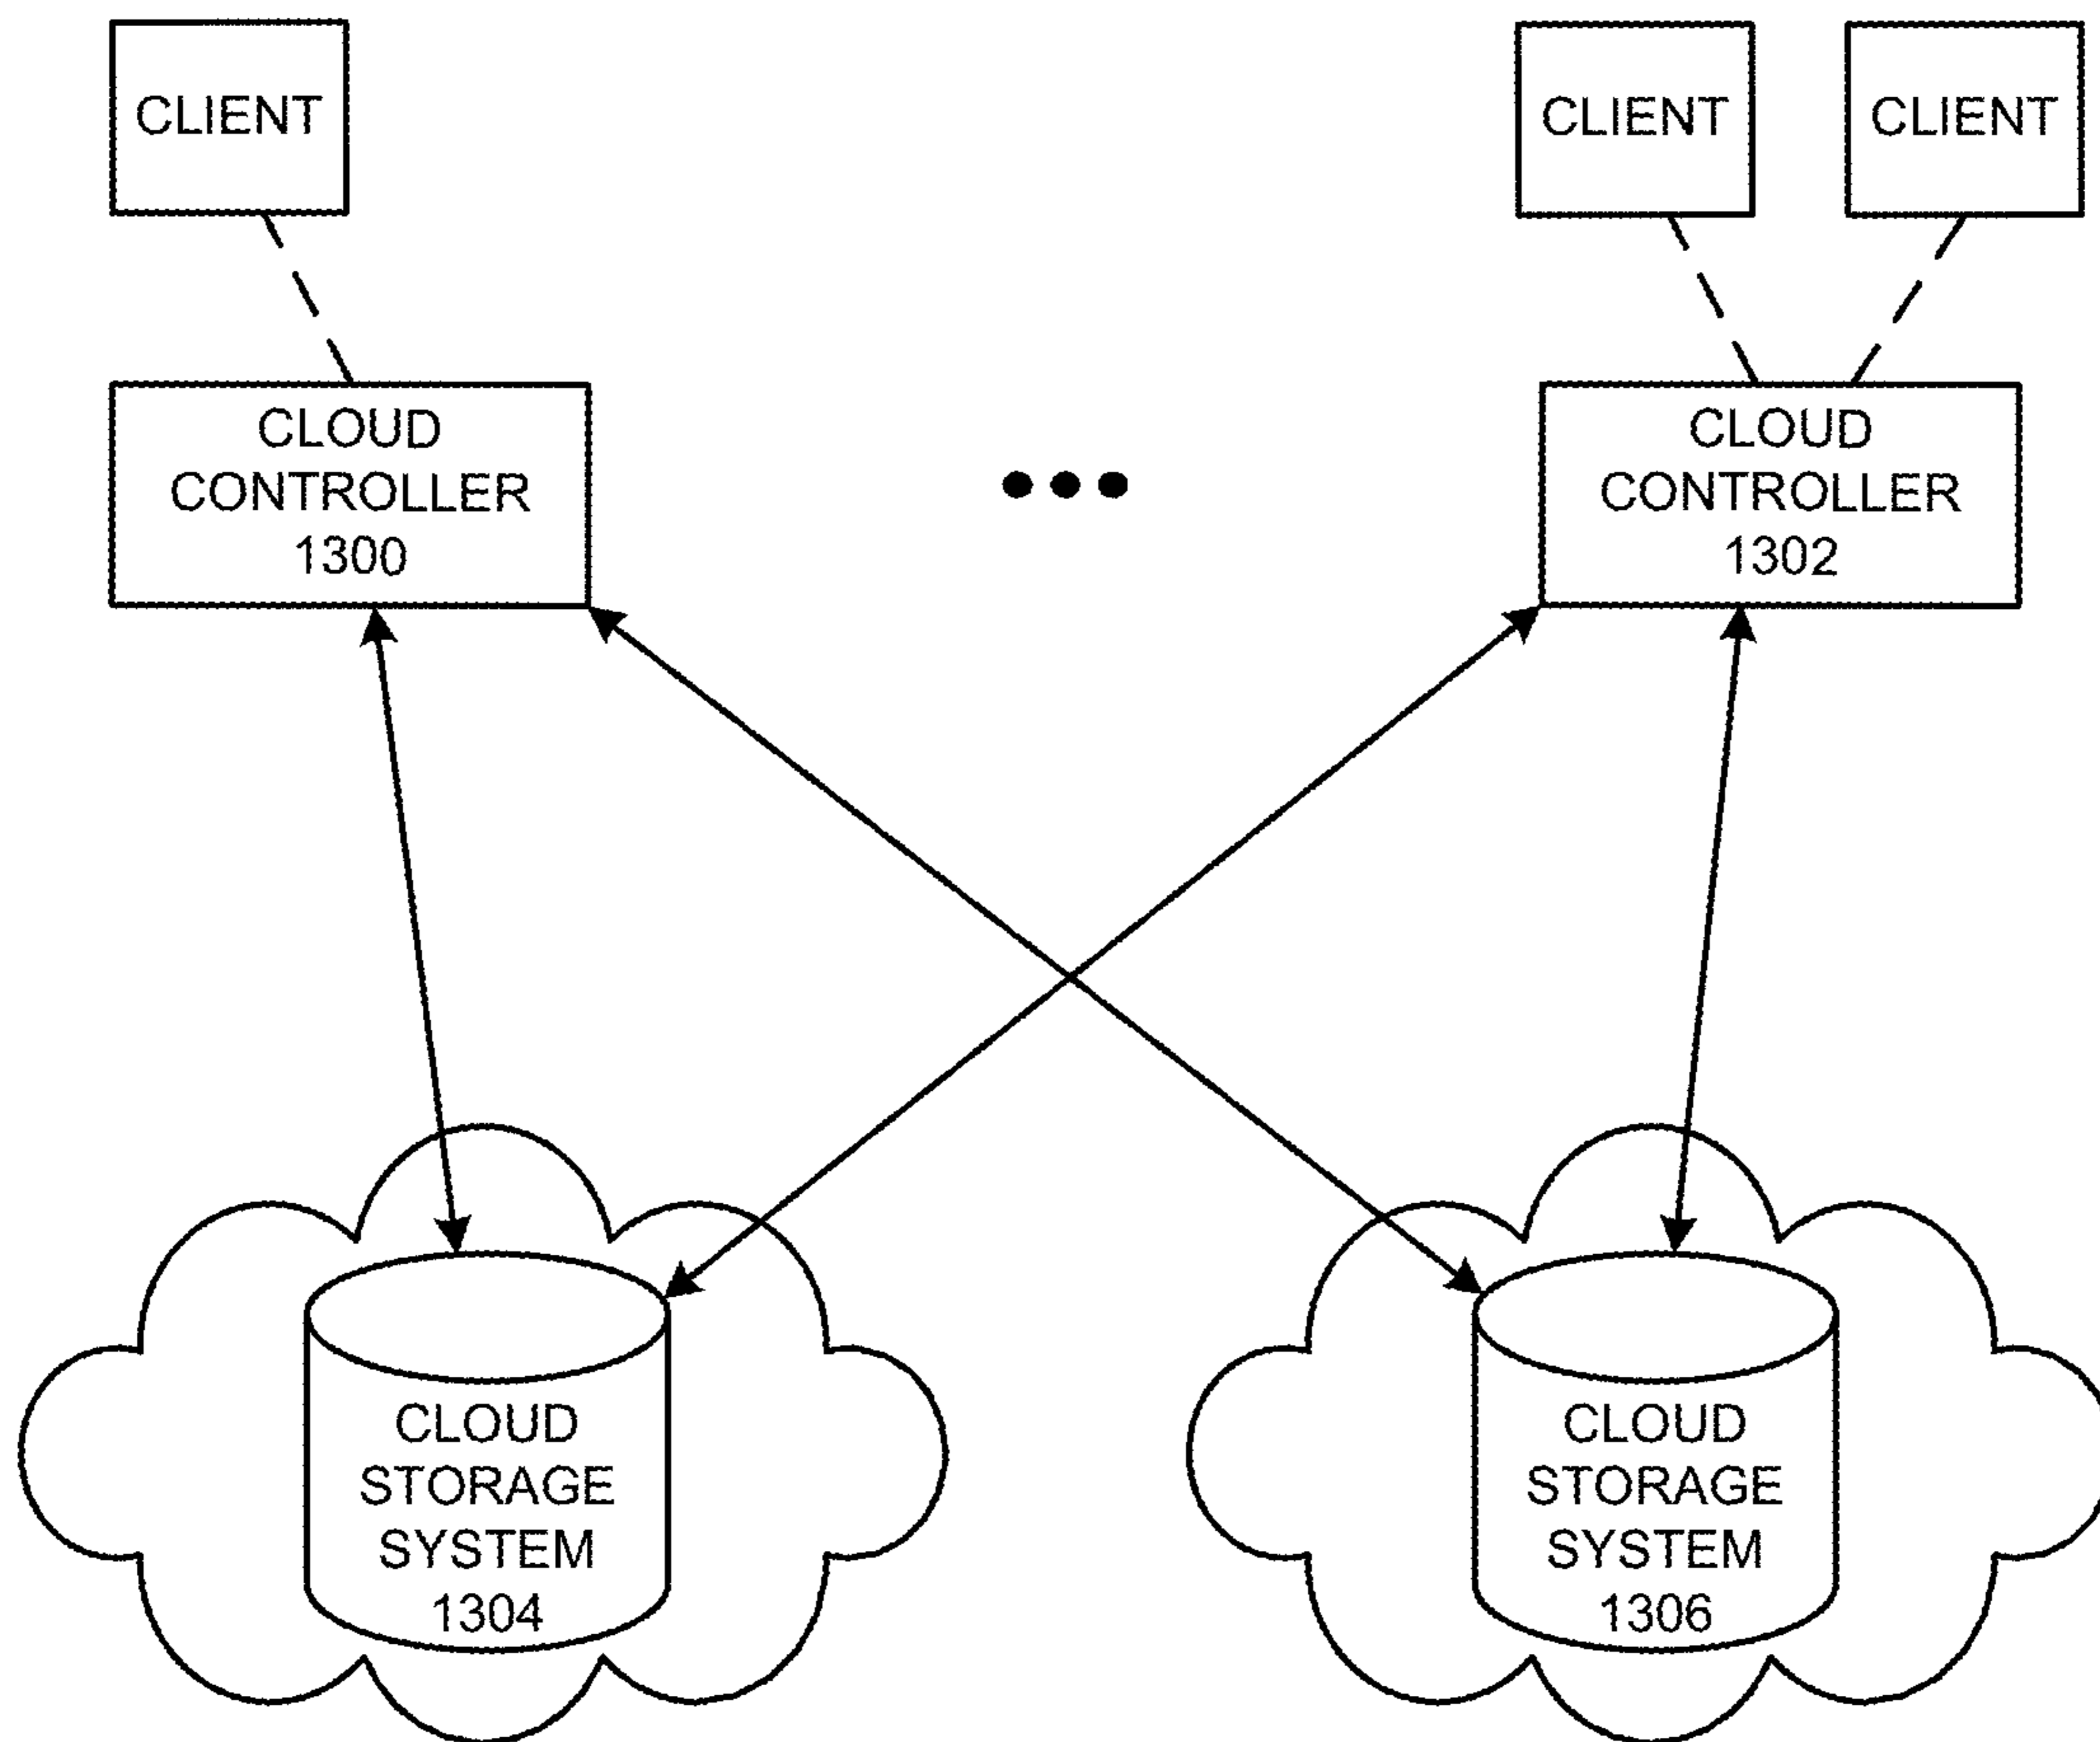 CLIENT
CLIENT
CLIENT
CLOUD
CONTROLLER
1300
CLOUD
CONTROLLER
1302
CLOUD
STORAGE
SYSTEM
1304
CLOUD
STORAGE
SYSTEM
1306